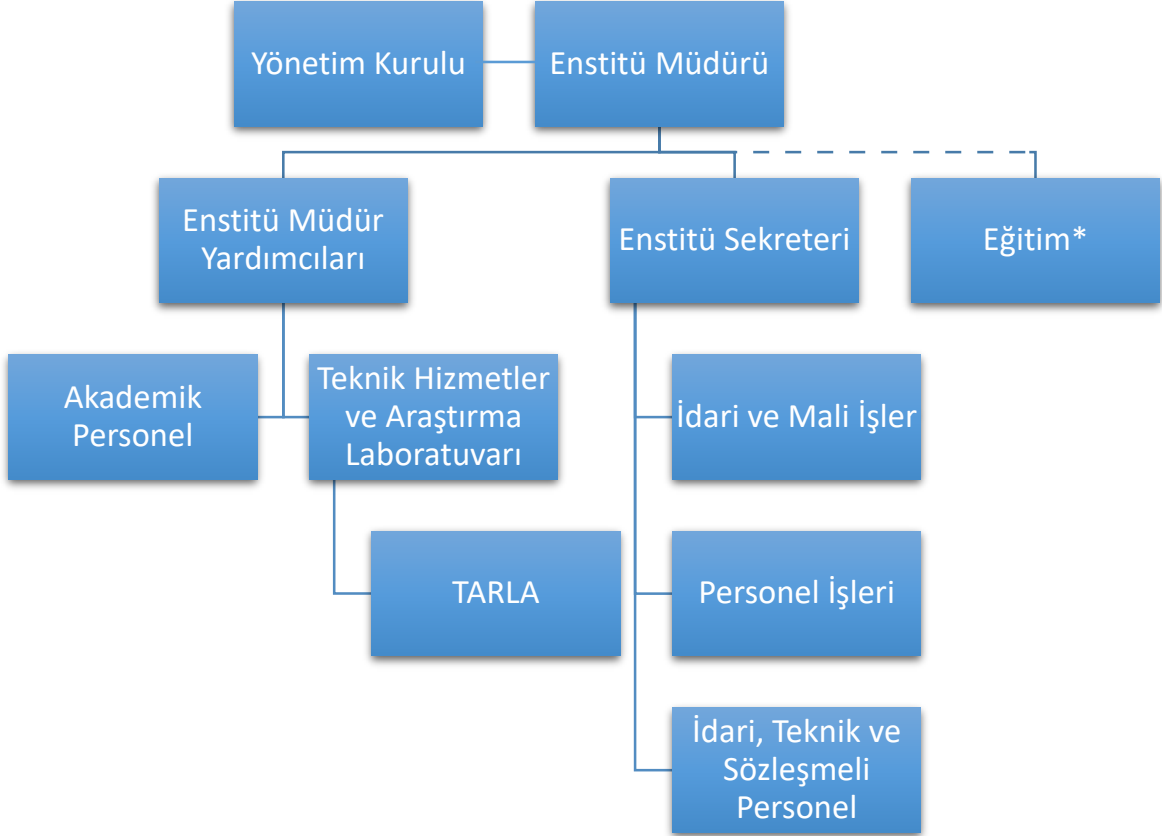 Yönetim Kurulu
Enstitü Müdürü
Enstitü Müdür
Yardımcıları
Enstitü Sekreteri
Eğitim*
Akademik
Personel
Teknik Hizmetler
ve Araştırma
Laboratuvarı
İdari ve Mali İşler
TARLA
Personel İşleri
İdari, Teknik ve
Sözleşmeli
Personel